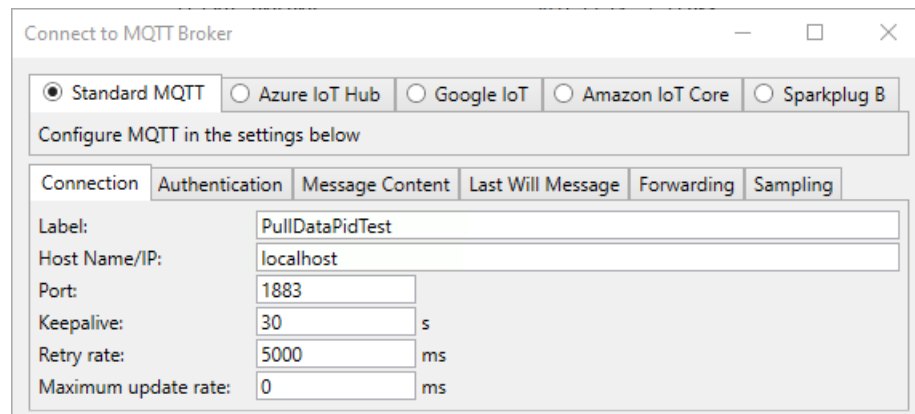 Connect to MQTT Broker
Standard MQTT Azure IoT Hub Google IoT Amazon IoT Core Sparkplug B
Configure MQTT in the settings below
Connection Authentication Message Content Last Will Message Forwarding Sampling
Label: PullDataPidTest
Host Name/IP: localhost
Port: 1883
Keepalive: 30 s
Retry rate: 5000 ms
Maximum update rate: 0 ms